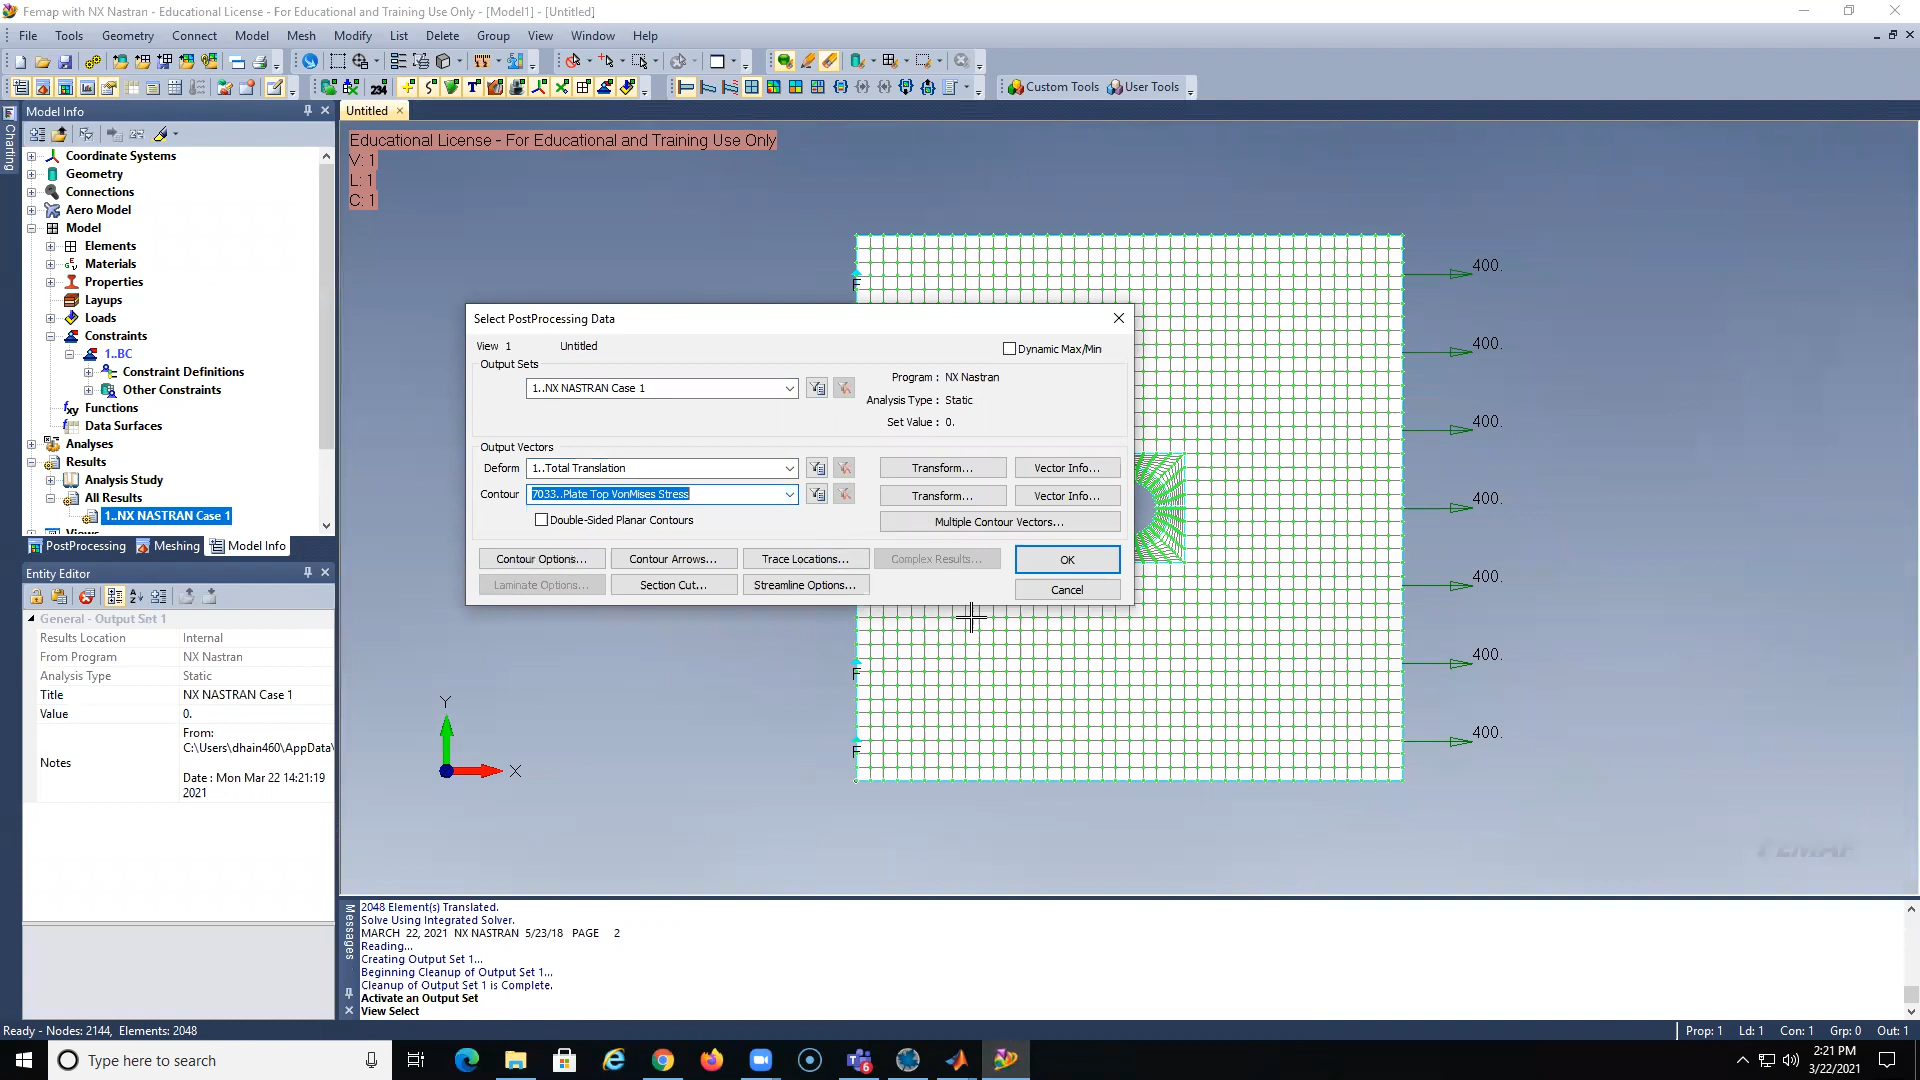 Femap with NX Nastran - Educational License - For Educational and Training Use Only - [Model1] - [Untitled]
File Tools Geometry Connect Model Mesh Modify List Delete Group View Window Help
234 T Custom Tools User Tools
Model Info
Untitled
Charting
Educational License - For Educational and Training Use Only
V: 1
L: 1
C: 1
Coordinate Systems
Geometry
Connections
Aero Model
Model
Elements
Materials
Properties
Layups
Loads
Constraints
1..BC
Constraint Definitions
Other Constraints
Functions
Data Surfaces
Analyses
Results
Analysis Study
All Results
1..NX NASTRAN Case 1
PostProcessing Meshing Model Info
Entity Editor
General - Output Set 1
Results Location Internal
From Program NX Nastran
Analysis Type Static
Title NX NASTRAN Case 1
Value 0.
Notes From:
C:\Users\dhain460\AppData\
Date : Mon Mar 22 14:21:19
2021
Select PostProcessing Data
View 1 Untitled
Dynamic Max/Min
Output Sets
1..NX NASTRAN Case 1
Program : NX Nastran
Analysis Type : Static
Set Value : 0.
Output Vectors
Deform 1..Total Translation Transform... Vector Info...
Contour 7033..Plate Top VonMises Stress Transform... Vector Info...
Double-Sided Planar Contours Multiple Contour Vectors...
Contour Options... Contour Arrows... Trace Locations... Complex Results... OK
Laminate Options... Section Cut... Streamline Options... Cancel
F
F
F
400.
400.
400.
400.
400.
400.
400.
Y
X
FEMAP
Messages
2048 Element(s) Translated.
Solve Using Integrated Solver.
MARCH 22, 2021 NX NASTRAN 5/23/18 PAGE 2
Reading...
Creating Output Set 1...
Beginning Cleanup of Output Set 1...
Cleanup of Output Set 1 is Complete.
Activate an Output Set
View Select
Ready - Nodes: 2144, Elements: 2048
Prop: 1 Ld: 1 Con: 1 Grp: 0 Out: 1
Type here to search
6
2:21 PM
3/22/2021